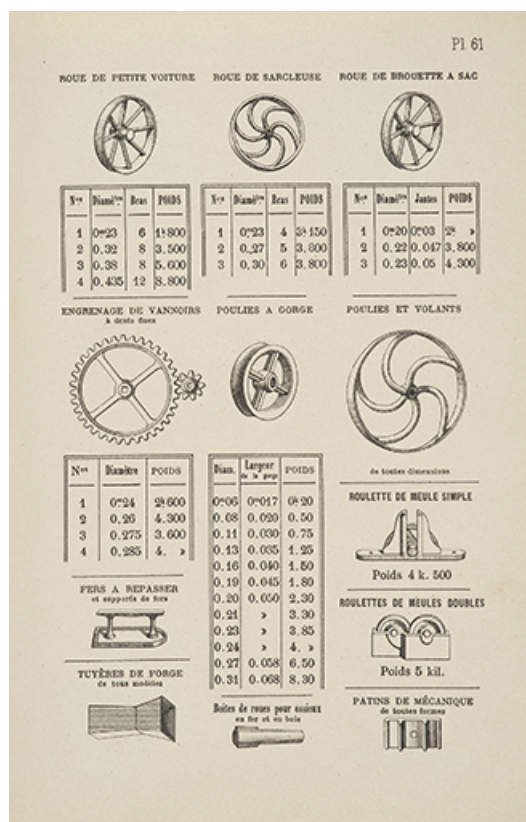 Pl. 61
ROUE DE PETITE VOITURE
Nos Diamètre Bras POIDS
1 0m23 6 1k800
2 0.32 8 3.500
3 0.38 8 5.600
4 0.435 12 8.800
ROUE DE SARCLEUSE
Nos Diamètre Bras POIDS
1 0m23 4 3k150
2 0.27 5 3.800
3 0.30 6 3.800
ROUE DE BROUETTE A SAC
Nos Diamètre Jantes POIDS
1 0m20 0m03 2k »
2 0.22 0.047 3.800
3 0.23 0.05 4.300
ENGRENAGE DE VANNOIRS
à dents fines
Nos Diamètre POIDS
1 0m24 2k600
2 0.26 4.300
3 0.275 3.600
4 0.285 4. »
FERS A REPASSER
et supports de fers
TUYÈRES DE FORGE
de tous modèles
POULIES A GORGE
Diam. Largeur de la gorge POIDS
0m06 0m017 0k20
0.08 0.020 0.50
0.11 0.030 0.75
0.13 0.035 1.25
0.16 0.040 1.50
0.19 0.045 1.80
0.20 0.050 2.30
0.21 » 3.30
0.23 » 3.85
0.24 » 4. »
0.27 0.058 6.50
0.31 0.068 8.30
Boîtes de roues pour essieux
en fer et en bois
POULIES ET VOLANTS
de toutes dimensions
ROULETTE DE MEULE SIMPLE
Poids 4 k. 500
ROULETTES DE MEULES DOUBLES
Poids 5 kil.
PATINS DE MÉCANIQUE
de toutes formes